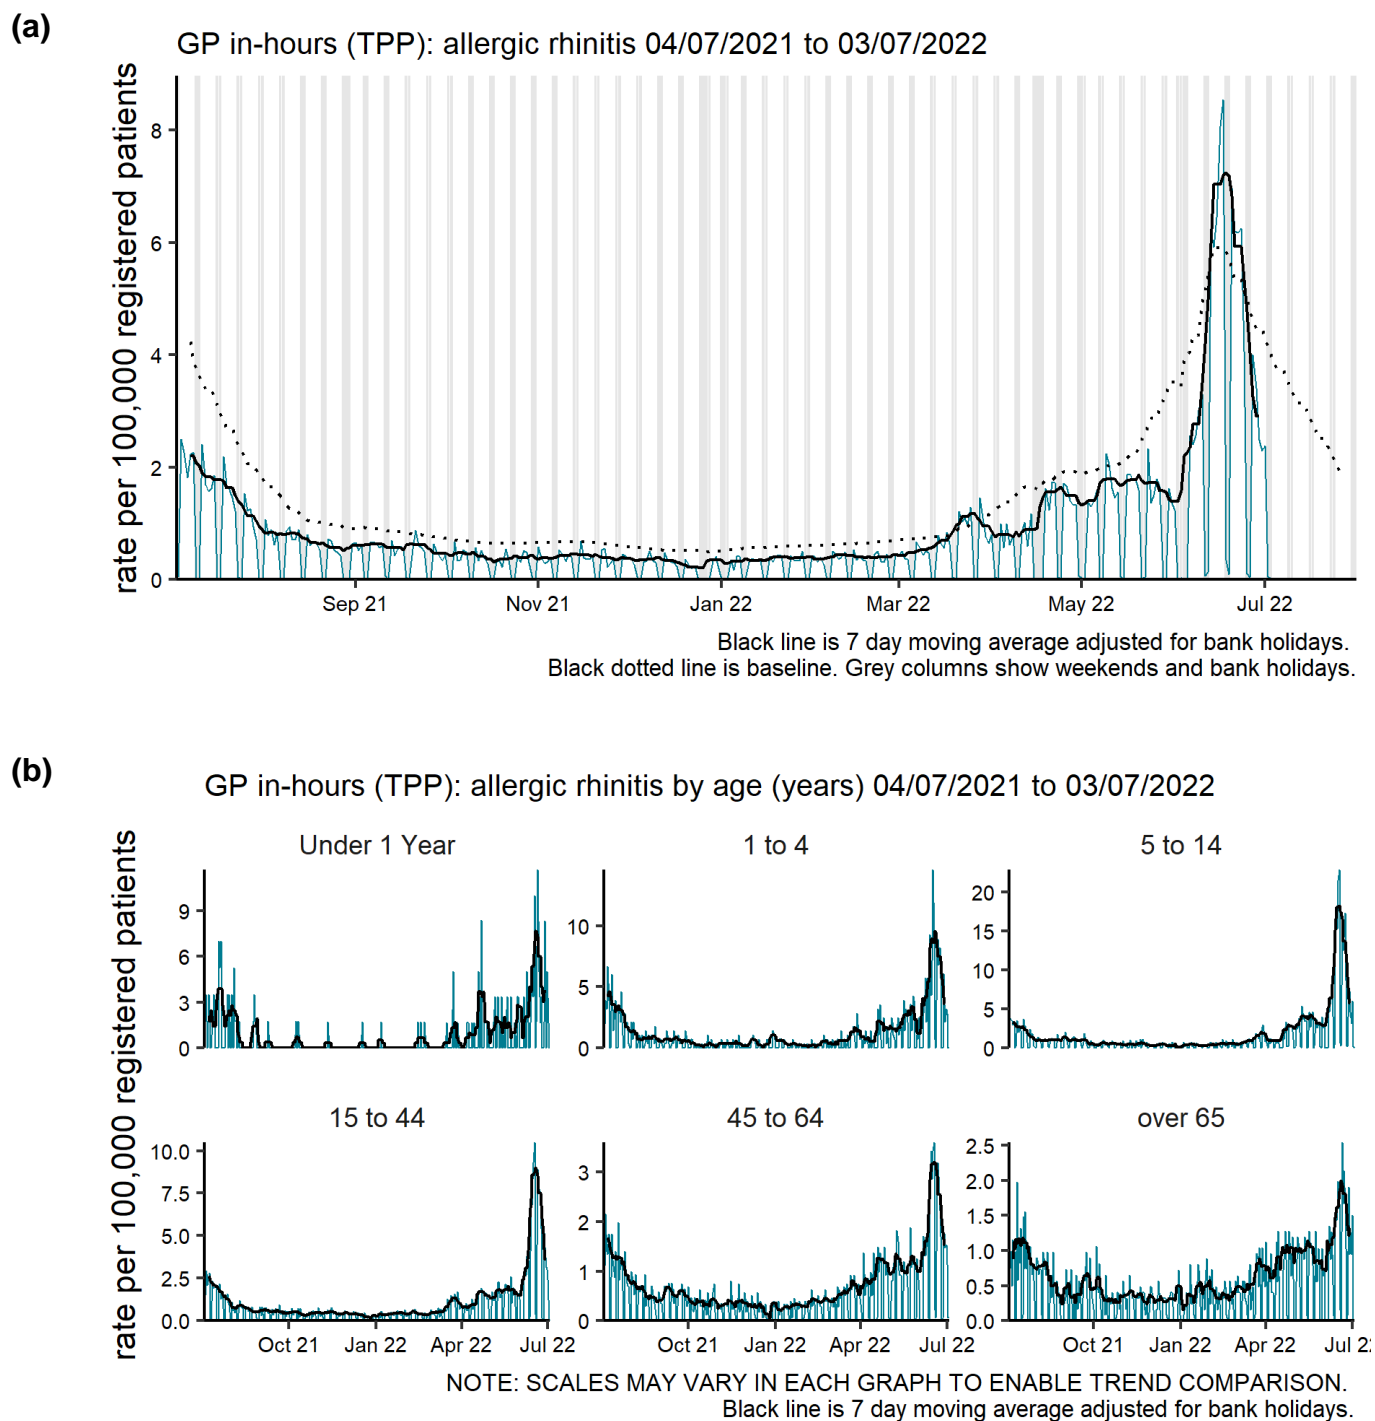 (a)
GP in-hours (TPP): allergic rhinitis 04/07/2021 to 03/07/2022
rate per 100,000 registered patients
8
6
4
2
0
Sep 21 Nov 21 Jan 22 Mar 22 May 22 Jul 22
Black line is 7 day moving average adjusted for bank holidays.
Black dotted line is baseline. Grey columns show weekends and bank holidays.
(b)
GP in-hours (TPP): allergic rhinitis by age (years) 04/07/2021 to 03/07/2022
rate per 100,000 registered patients
Under 1 Year 1 to 4 5 to 14
9
6
3
0
10
5
0
20
15
10
5
0
15 to 44 45 to 64 over 65
10.0
7.5
5.0
2.5
0.0
3
2
1
0
2.5
2.0
1.5
1.0
0.5
0.0
Oct 21 Jan 22 Apr 22 Jul 22 Oct 21 Jan 22 Apr 22 Jul 22 Oct 21 Jan 22 Apr 22 Jul 22
NOTE: SCALES MAY VARY IN EACH GRAPH TO ENABLE TREND COMPARISON.
Black line is 7 day moving average adjusted for bank holidays.